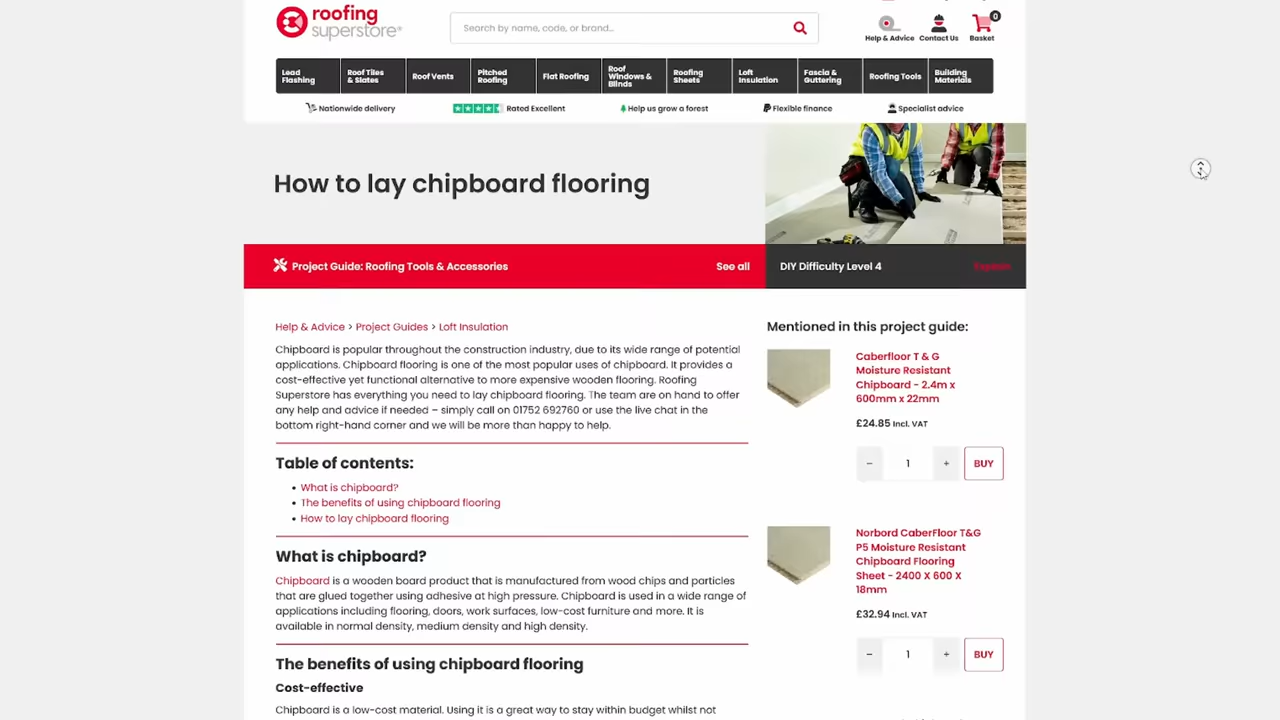 roofing
superstore®
Search by name, code, or brand...
0
Help & Advice
Contact Us
Basket
Lead
Flashing
Roof Tiles
& Slates
Roof Vents
Pitched
Roofing
Flat Roofing
Roof
Windows &
Blinds
Roofing
Sheets
Loft
Insulation
Fascia &
Guttering
Roofing Tools
Building
Materials
Nationwide delivery
Rated Excellent
Help us grow a forest
Flexible finance
Specialist advice
How to lay chipboard flooring
Project Guide: Roofing Tools & Accessories
See all
DIY Difficulty Level 4
Explain
Help & Advice > Project Guides > Loft Insulation
Chipboard is popular throughout the construction industry, due to its wide range of potential
applications. Chipboard flooring is one of the most popular uses of chipboard. It provides a
cost-effective yet functional alternative to more expensive wooden flooring. Roofing
Superstore has everything you need to lay chipboard flooring. The team are on hand to offer
any help and advice if needed – simply call on 01752 692760 or use the live chat in the
bottom right-hand corner and we will be more than happy to help.
Table of contents:
• What is chipboard?
• The benefits of using chipboard flooring
• How to lay chipboard flooring
What is chipboard?
Chipboard is a wooden board product that is manufactured from wood chips and particles
that are glued together using adhesive at high pressure. Chipboard is used in a wide range of
applications including flooring, doors, work surfaces, low-cost furniture and more. It is
available in normal density, medium density and high density.
The benefits of using chipboard flooring
Cost-effective
Chipboard is a low-cost material. Using it is a great way to stay within budget whilst not
Mentioned in this project guide:
Caberfloor T & G
Moisture Resistant
Chipboard - 2.4m x
600mm x 22mm
£24.85 Incl. VAT
− 1 + BUY
Norbord CaberFloor T&G
P5 Moisture Resistant
Chipboard Flooring
Sheet - 2400 X 600 X
18mm
£32.94 Incl. VAT
− 1 + BUY